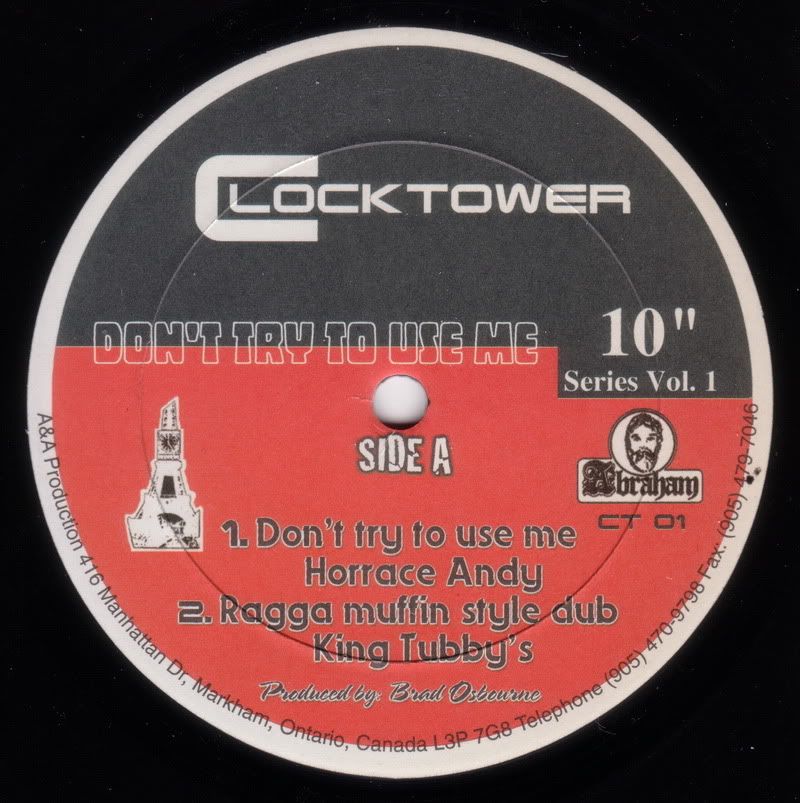 CLOCKTOWER
DON'T TRY TO USE ME
10"
Series Vol. 1
SIDE A
Abraham
CT 01
1. Don't try to use me
Horrace Andy
2. Ragga muffin style dub
King Tubby's
Produced by: Brad Osbourne
A&A Production 416 Manhattan Dr, Markham, Ontario, Canada L3P 7G8 Telephone (905) 470-9798 Fax: (905) 479-7046